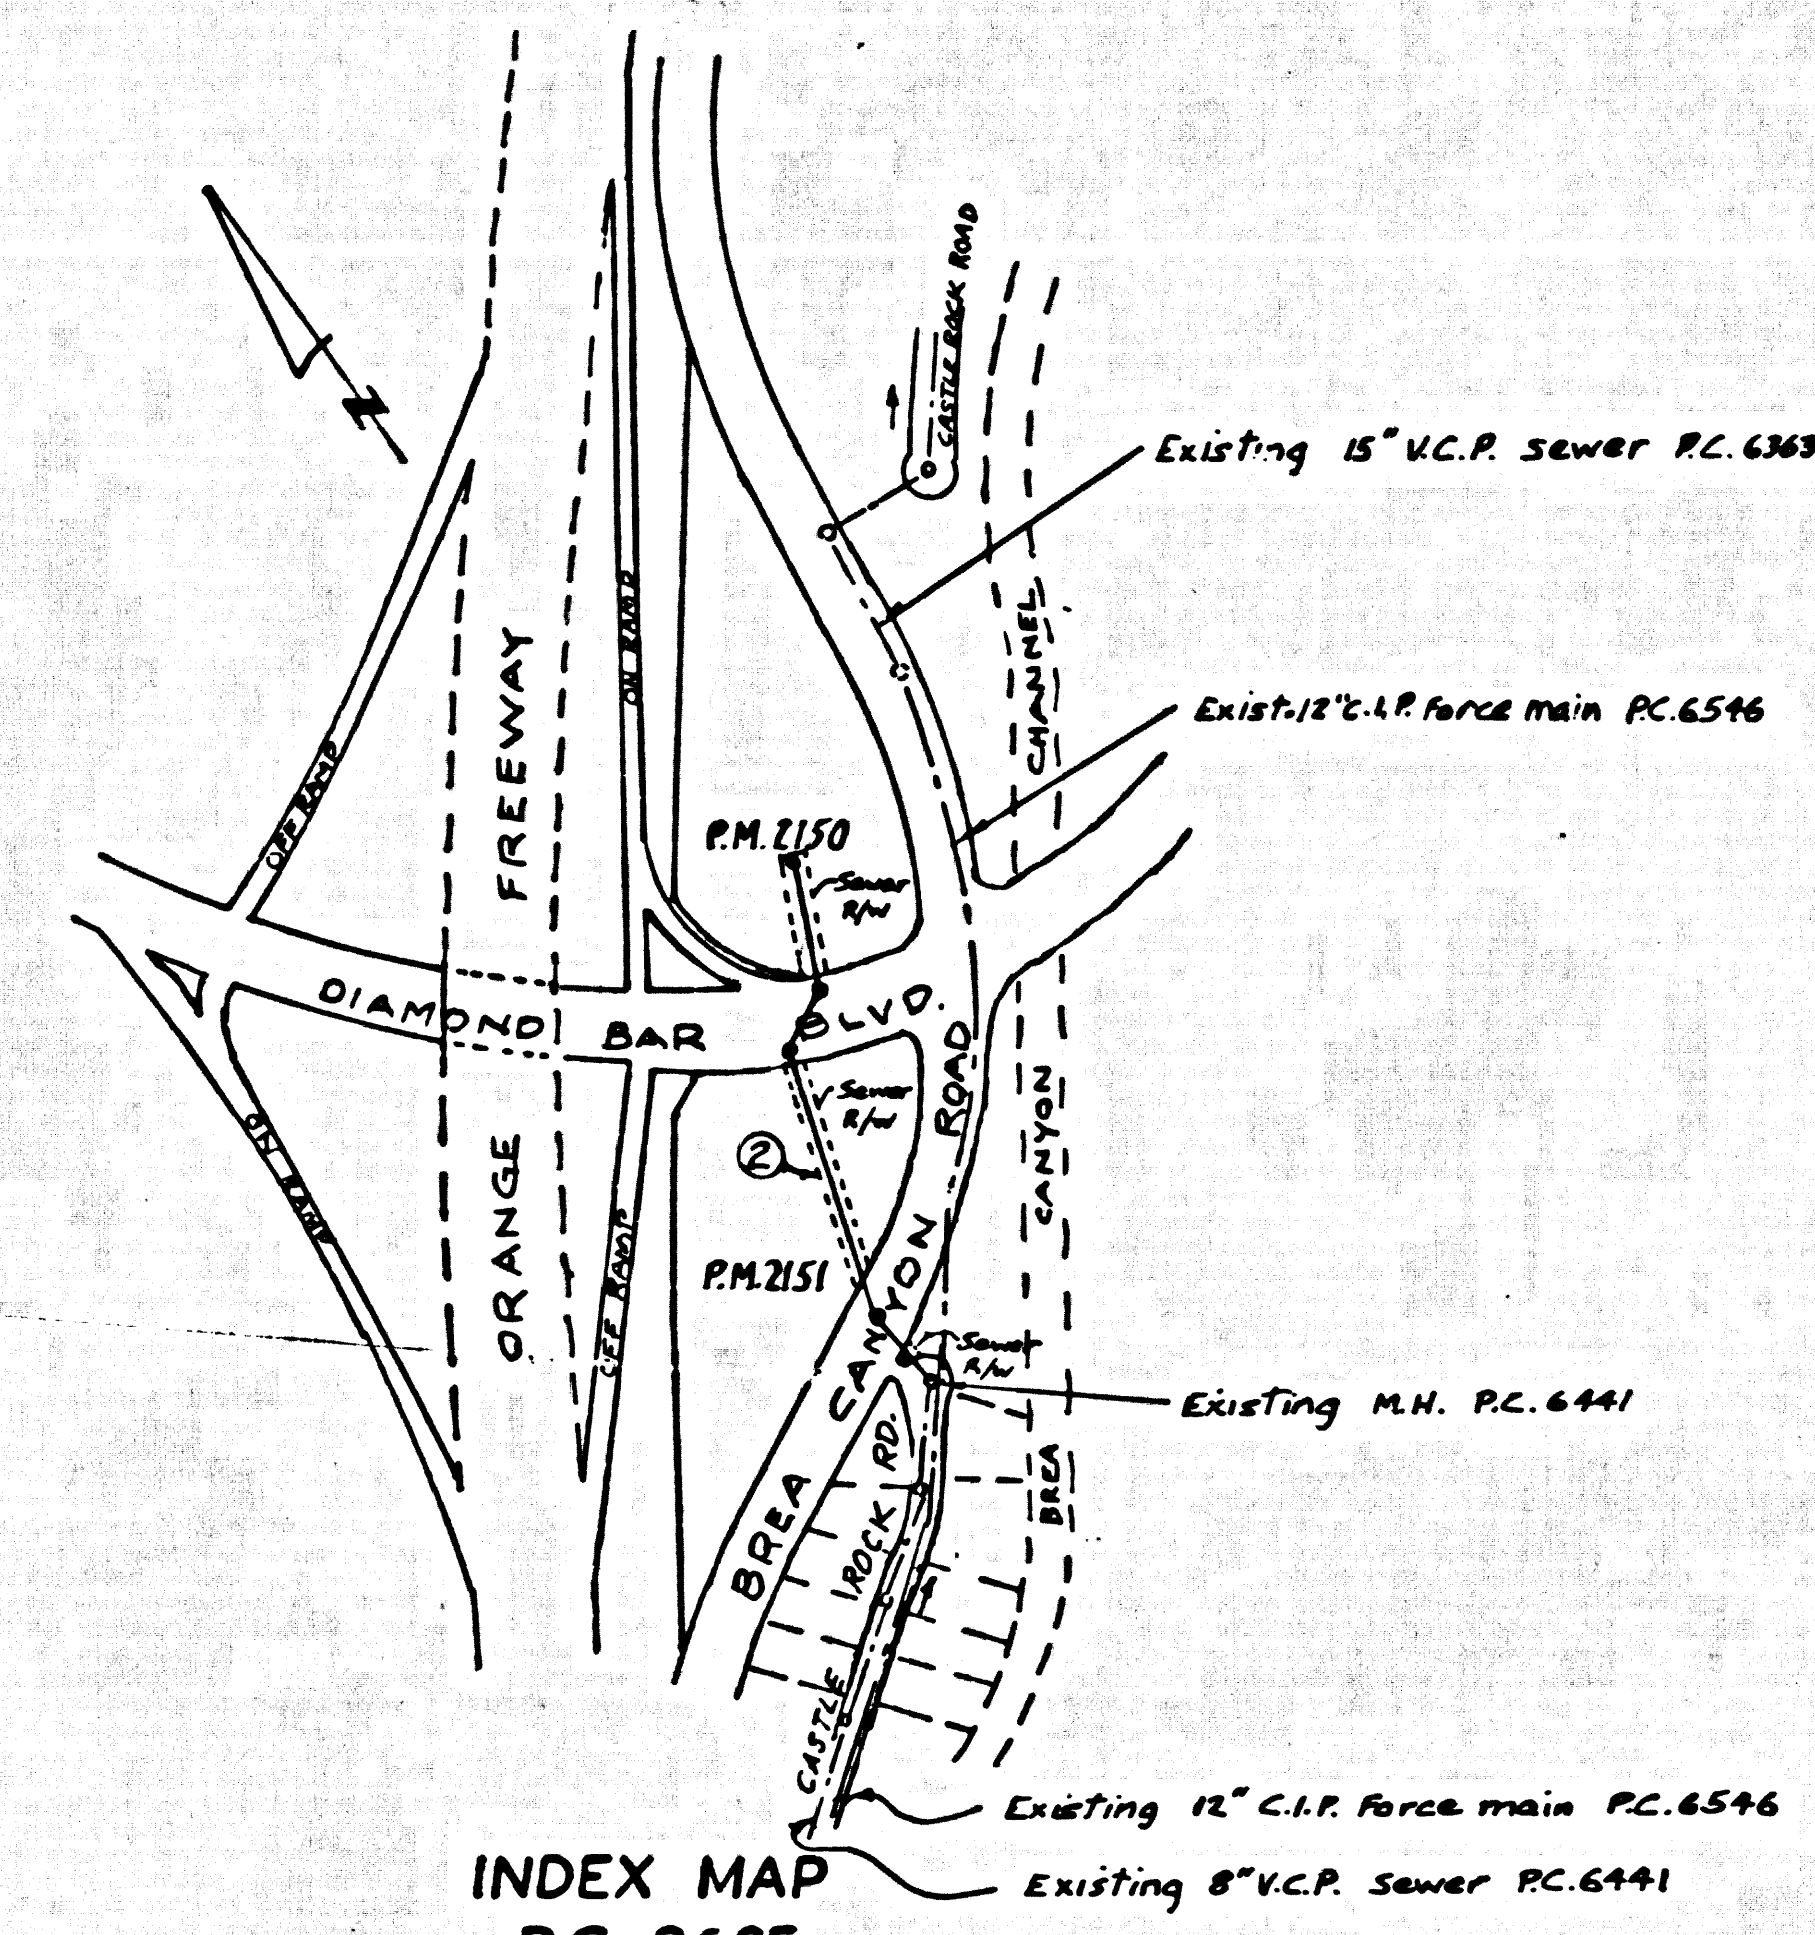 N
CASTLE ROCK ROAD
Existing 15" V.C.P. sewer P.C. 6363
ON RAMP
FREEWAY
CHANNEL
Exist. 12" C.I.P. Force main P.C. 6546
OFF RAMP
P.M. 2150
Sewer
R/W
DIAMOND BAR BLVD.
ROAD
Sewer
R/W
CANYON
2
ON RAMP
ORANGE
OFF RAMP
P.M. 2151
CANYON
Sewer
R/W
Existing M.H. P.C. 6441
BREA
BREA
ROCK RD.
CASTLE
Existing 12" C.I.P. Force main P.C. 6546
Existing 8" V.C.P. sewer P.C. 6441
INDEX MAP